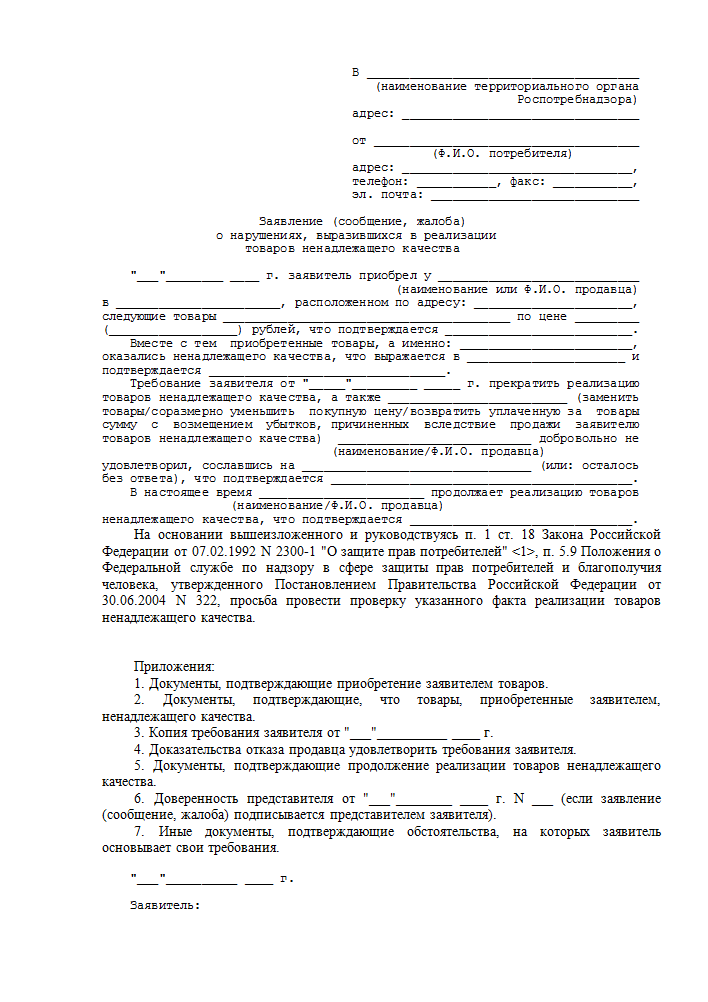 В ______________________________________
(наименование территориального органа
Роспотребнадзора)
адрес: _________________________________
от _____________________________________
(Ф.И.О. потребителя)
адрес: ________________________________,
телефон: ___________, факс: ___________,
эл. почта: _____________________________
Заявление (сообщение, жалоба)
о нарушениях, выразившихся в реализации
товаров ненадлежащего качества
"___"________ ____ г. заявитель приобрел у ____________________________
(наименование или Ф.И.О. продавца)
в _______________________, расположенном по адресу: ______________________,
следующие товары ________________________________________ по цене _________
(__________________) рублей, что подтверждается __________________________.
Вместе с тем приобретенные товары, а именно: ________________________,
оказались ненадлежащего качества, что выражается в ______________________ и
подтверждается _________________________________.
Требование заявителя от "_____"_________ _____ г. прекратить реализацию
товаров ненадлежащего качества, а также _________________________ (заменить
товары/соразмерно уменьшить покупную цену/возвратить уплаченную за товары
сумму с возмещением убытков, причиненных вследствие продажи заявителю
товаров ненадлежащего качества) ___________________________ добровольно не
(наименование/Ф.И.О. продавца)
удовлетворил, сославшись на ________________________________ (или: осталось
без ответа), что подтверждается __________________________________________.
В настоящее время _______________________ продолжает реализацию товаров
(наименование/Ф.И.О. продавца)
ненадлежащего качества, что подтверждается _______________________________.
На основании вышеизложенного и руководствуясь п. 1 ст. 18 Закона Российской
Федерации от 07.02.1992 N 2300-1 "О защите прав потребителей" <1>, п. 5.9 Положения о
Федеральной службе по надзору в сфере защиты прав потребителей и благополучия
человека, утвержденного Постановлением Правительства Российской Федерации от
30.06.2004 N 322, просьба провести проверку указанного факта реализации товаров
ненадлежащего качества.
Приложения:
1. Документы, подтверждающие приобретение заявителем товаров.
2. Документы, подтверждающие, что товары, приобретенные заявителем,
ненадлежащего качества.
3. Копия требования заявителя от "___"__________ ____ г.
4. Доказательства отказа продавца удовлетворить требования заявителя.
5. Документы, подтверждающие продолжение реализации товаров ненадлежащего
качества.
6. Доверенность представителя от "___"________ ____ г. N ___ (если заявление
(сообщение, жалоба) подписывается представителем заявителя).
7. Иные документы, подтверждающие обстоятельства, на которых заявитель
основывает свои требования.
"___"__________ ____ г.
Заявитель: